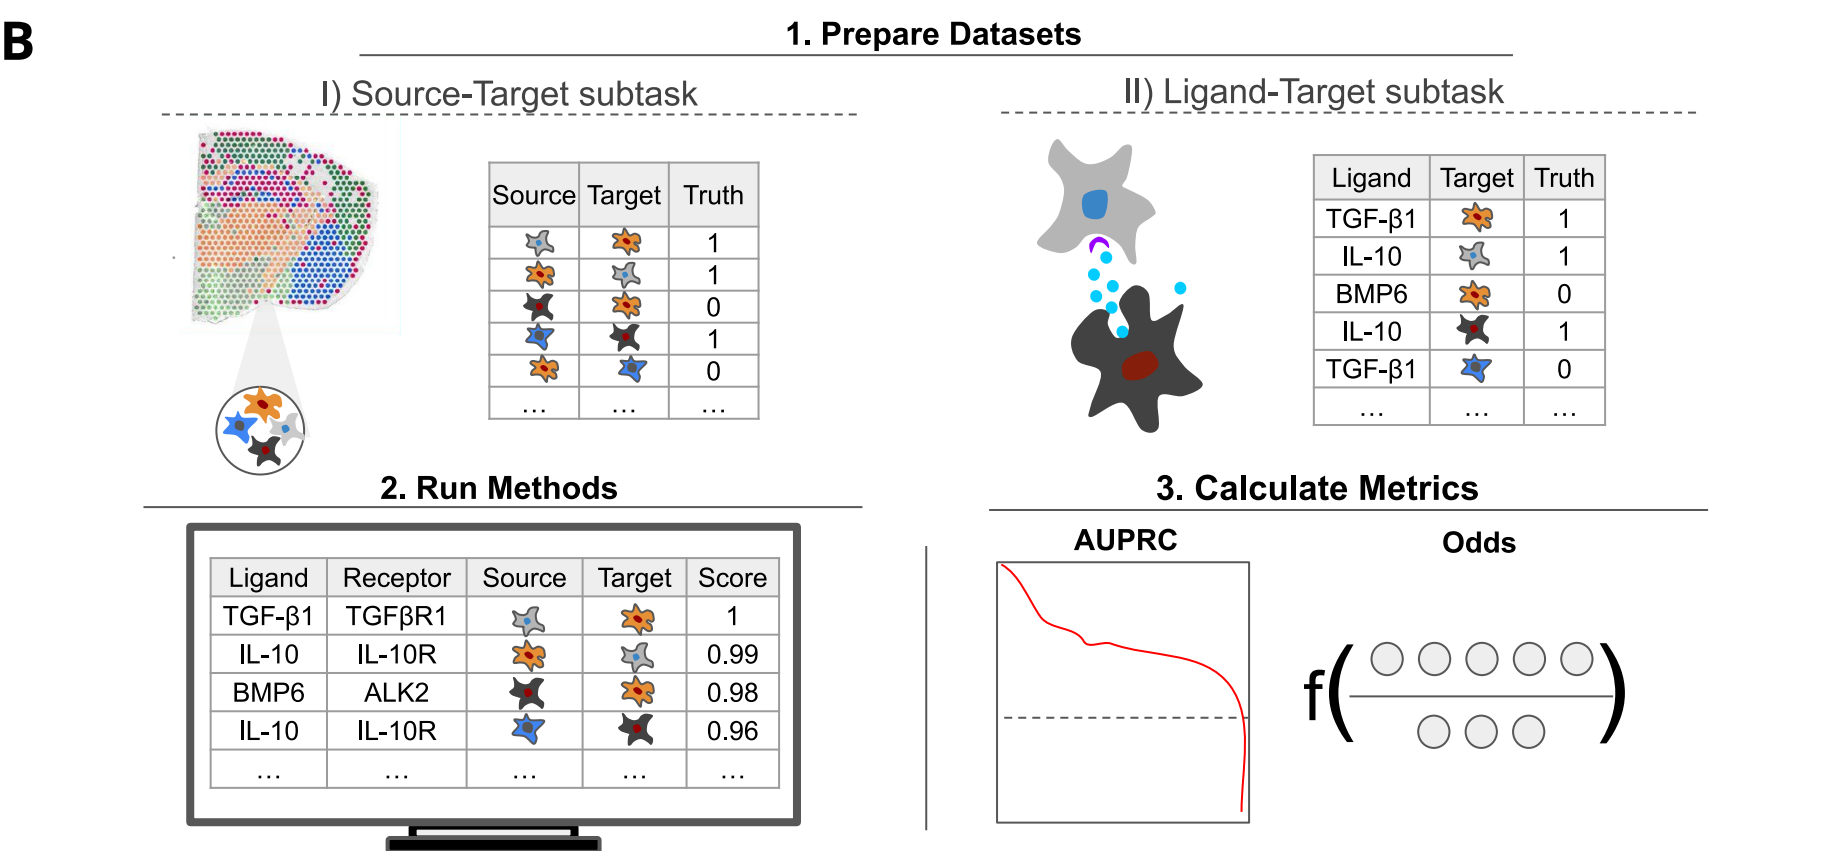 B
1. Prepare Datasets
I) Source-Target subtask
Source Target Truth
1
1
0
1
0
... ... ...
II) Ligand-Target subtask
Ligand Target Truth
TGF-β1 1
IL-10 1
BMP6 0
IL-10 1
TGF-β1 0
... ... ...
2. Run Methods
Ligand Receptor Source Target Score
TGF-β1 TGFβR1 1
IL-10 IL-10R 0.99
BMP6 ALK2 0.98
IL-10 IL-10R 0.96
... ... ... ... ...
3. Calculate Metrics
AUPRC
Odds
f( )